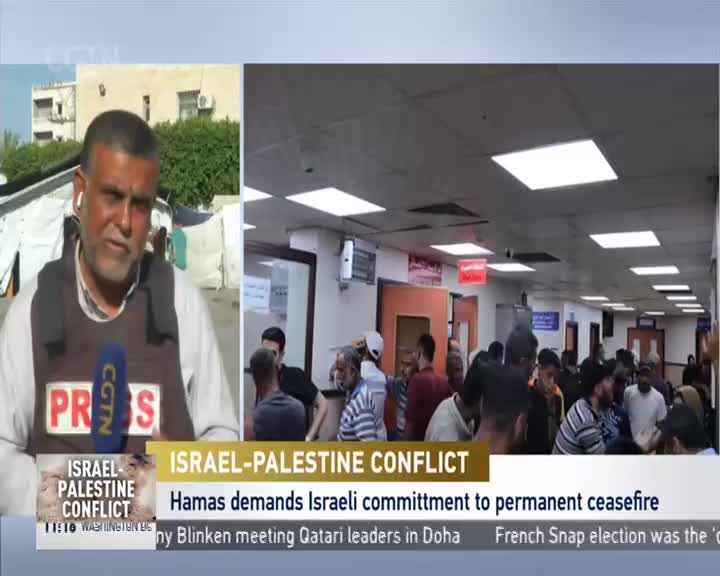 CGTN
CGTN
PRESS
ISRAEL-PALESTINE CONFLICT
ISRAEL-
PALESTINE
CONFLICT
Hamas demands Israeli committment to permanent ceasefire
WASHINGTON DC
ny Blinken meeting Qatari leaders in Doha
French Snap election was the 'c